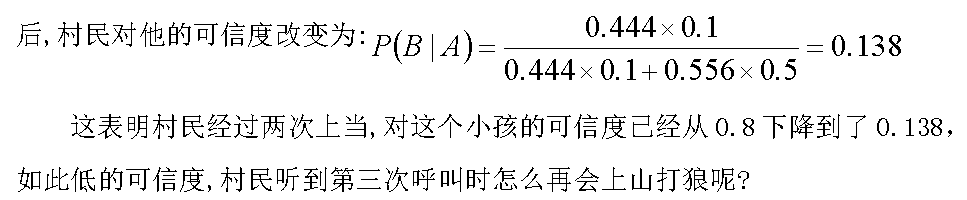 后,村民对他的可信度改变为: P(B | A) = \frac{0.444×0.1}{0.444×0.1+0.556×0.5} = 0.138
这表明村民经过两次上当,对这个小孩的可信度已经从0.8下降到了0.138,
如此低的可信度,村民听到第三次呼叫时怎么再会上山打狼呢?